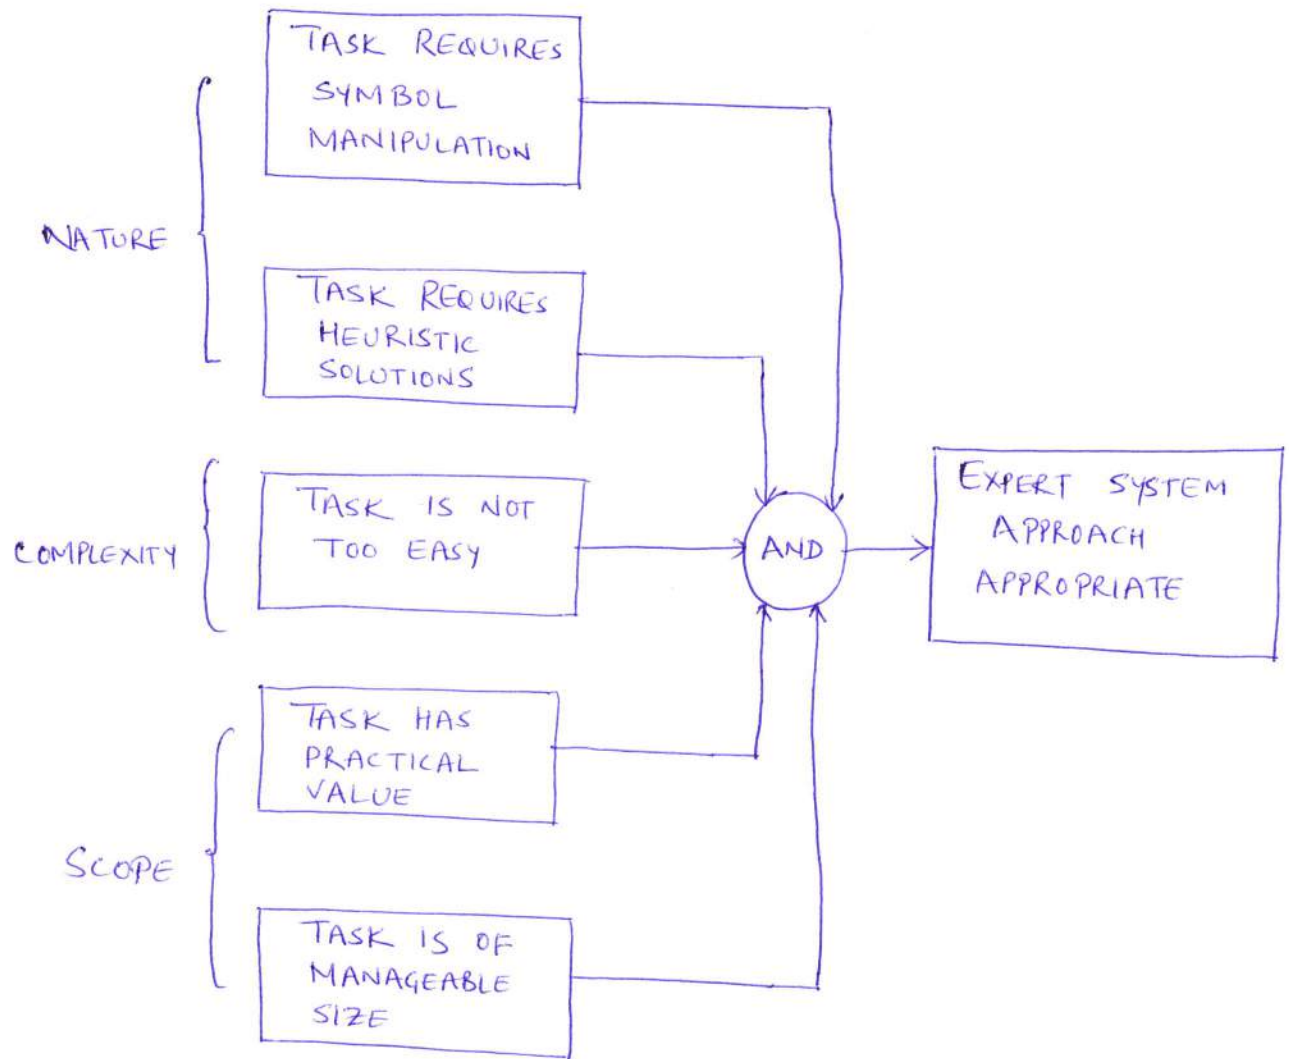 TASK REQUIRES
SYMBOL
MANIPULATION
NATURE
TASK REQUIRES
HEURISTIC
SOLUTIONS
COMPLEXITY
TASK IS NOT
TOO EASY
AND
EXPERT SYSTEM
APPROACH
APPROPRIATE
SCOPE
TASK HAS
PRACTICAL
VALUE
TASK IS OF
MANAGEABLE
SIZE